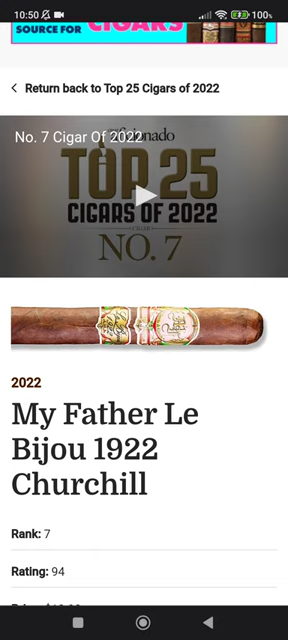 10:50
100%
SOURCE FOR CIGARS
Return back to Top 25 Cigars of 2022
No. 7 Cigar Of 2022
TOP 25
CIGARS OF 2022
CIGAR
NO. 7
2022
My Father Le
Bijou 1922
Churchill
Rank: 7
Rating: 94